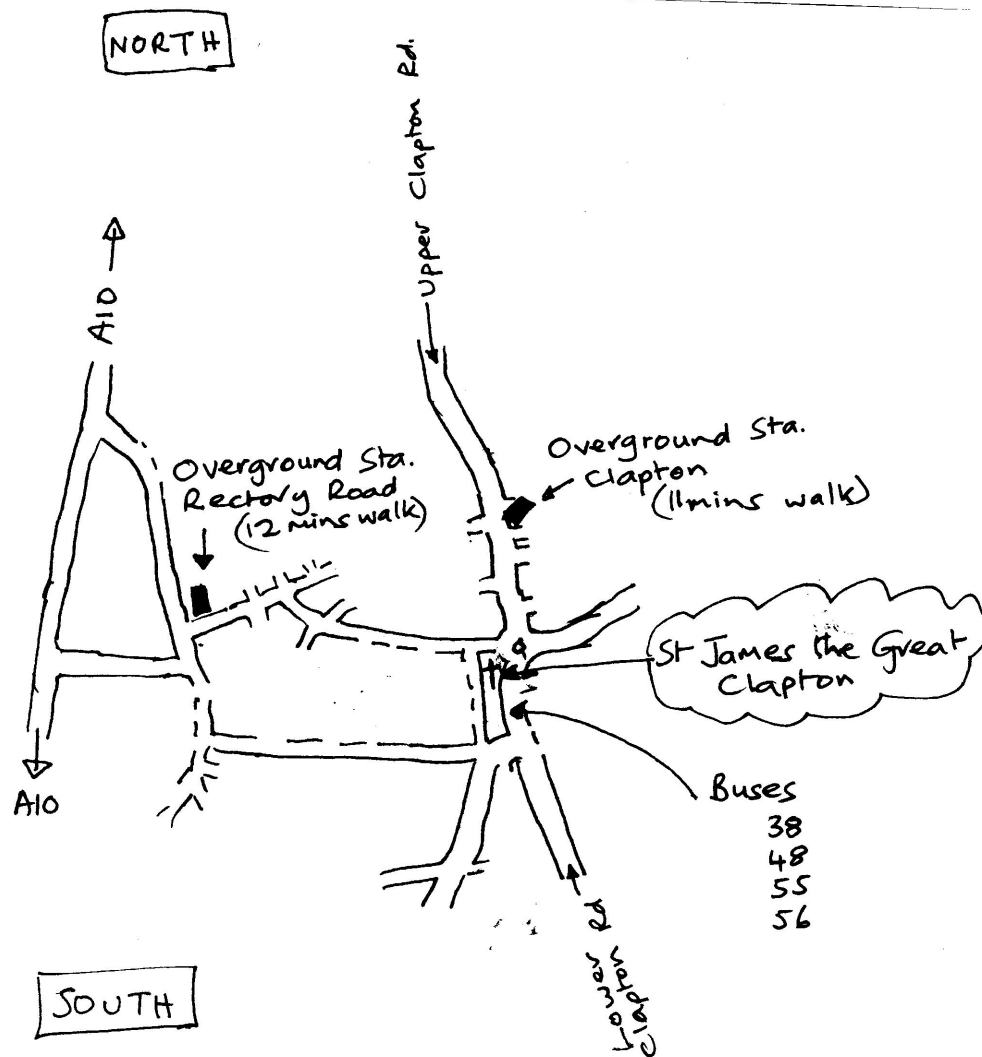 NORTH
Upper Clapton Rd.
A10
Overground Sta.
Rectory Road
(12 mins walk)
Overground Sta.
Clapton
(11mins walk)
St James the Great
Clapton
A10
Buses
38
48
55
56
Lower Rd
Clapton
SOUTH